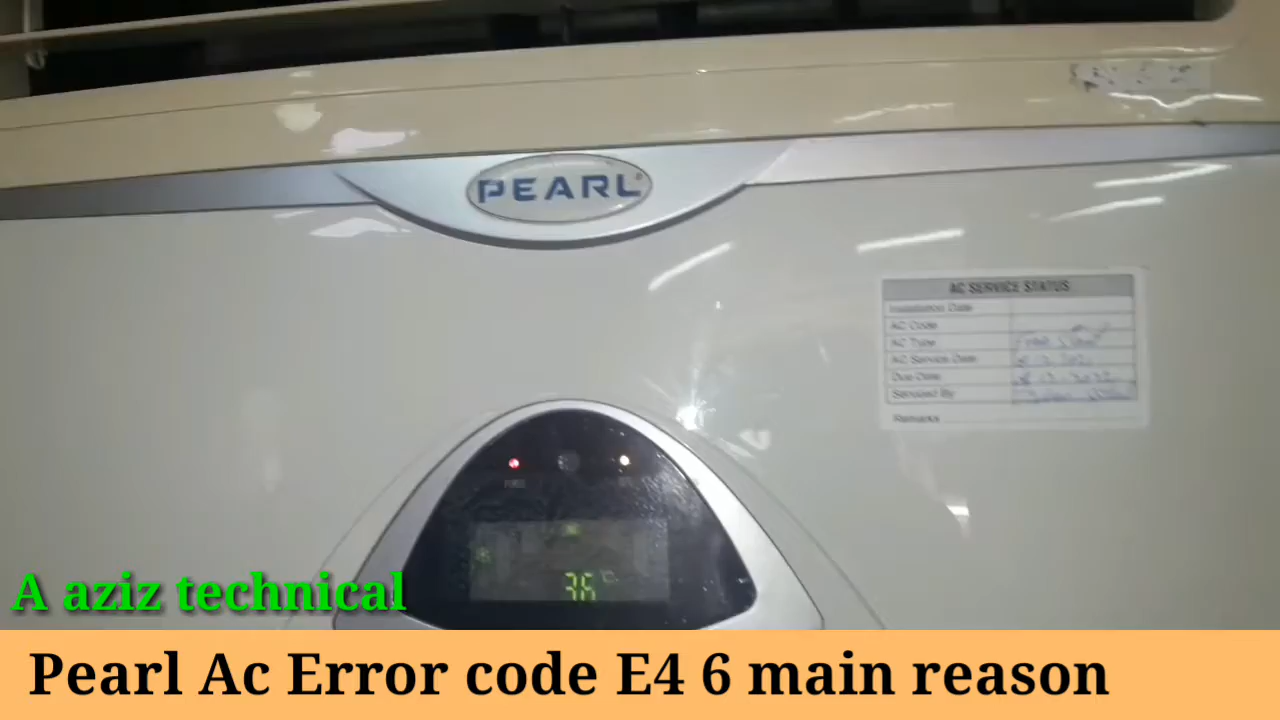 PEARL
AC SERVICE STATUS
Installation Date
AC Code
AC Type
AC Service Date
Due Date
Serviced By
Remarks
POWER
36 °C
A aziz technical
Pearl Ac Error code E4 6 main reason